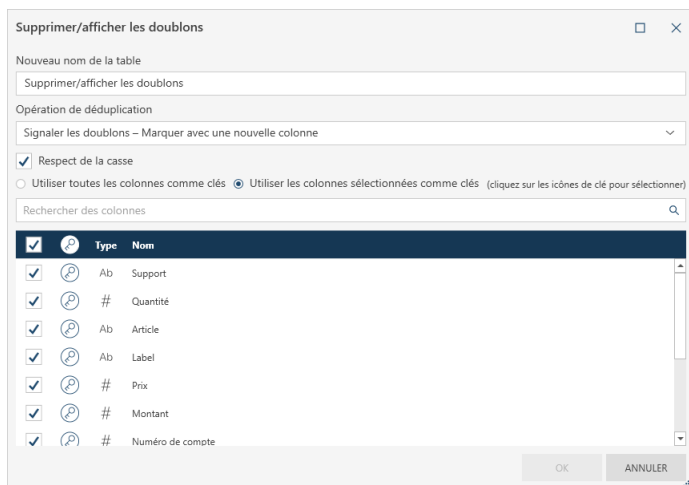 Supprimer/afficher les doublons
Nouveau nom de la table
Supprimer/afficher les doublons
Opération de déduplication
Signaler les doublons – Marquer avec une nouvelle colonne
Respect de la casse
Utiliser toutes les colonnes comme clés Utiliser les colonnes sélectionnées comme clés (cliquez sur les icônes de clé pour sélectionner)
Rechercher des colonnes
Type Nom
Ab Support
# Quantité
Ab Article
Ab Label
# Prix
# Montant
# Numéro de compte
OK ANNULER